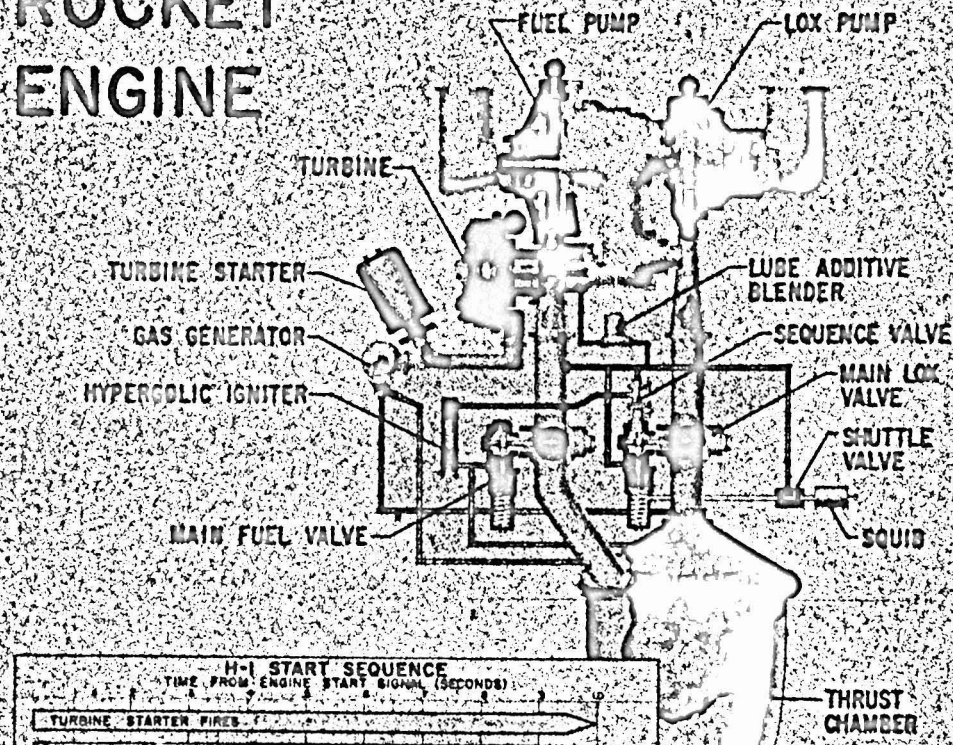 ROCKET
ENGINE
FUEL PUMP
LOX PUMP
TURBINE
TURBINE STARTER
LUBE ADDITIVE
BLENDER
GAS GENERATOR
SEQUENCE VALVE
HYPERGOLIC IGNITER
MAIN LOX
VALVE
SHUTTLE
VALVE
MAIN FUEL VALVE
SQUIB
H-1 START SEQUENCE
TIME FROM ENGINE START SIGNAL (SECONDS)
TURBINE STARTER FIRES
THRUST
CHAMBER